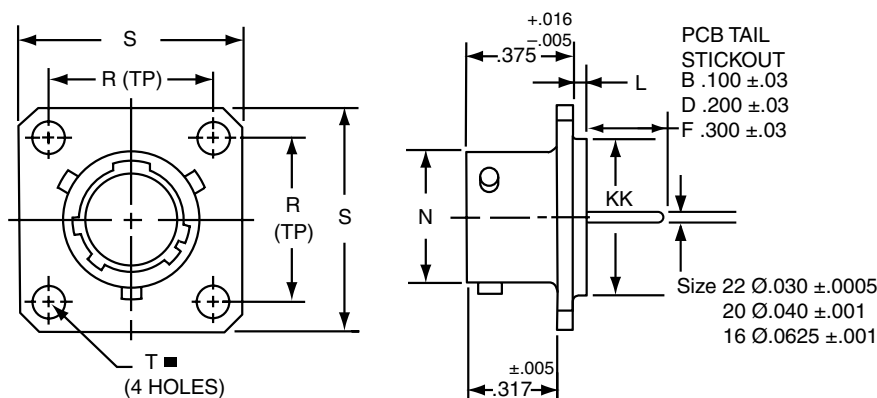 S
R (TP)
R
(TP)
S
T ■
(4 HOLES)
+.016
-.005
.375
L
PCB TAIL
STICKOUT
B .100 ±.03
D .200 ±.03
F .300 ±.03
N
KK
Size 22 Ø.030 ±.0005
20 Ø.040 ±.001
16 Ø.0625 ±.001
±.005
.317